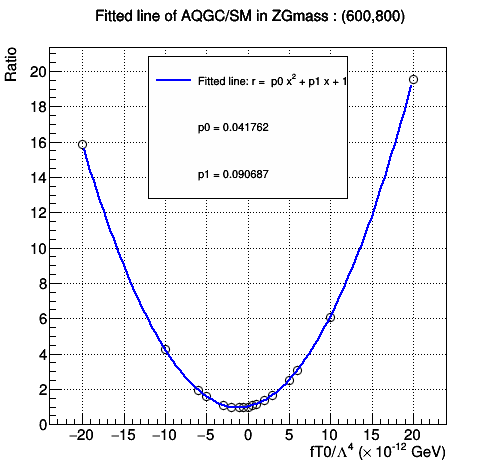 Fitted line of AQGC/SM in ZGmass : (600,800)
Ratio
Fitted line: r = p0 x² + p1 x + 1
p0 = 0.041762
p1 = 0.090687
20
18
16
14
12
10
8
6
4
2
0
−20 −15 −10 −5 0 5 10 15 20
fT0/Λ⁴ (× 10⁻¹² GeV)